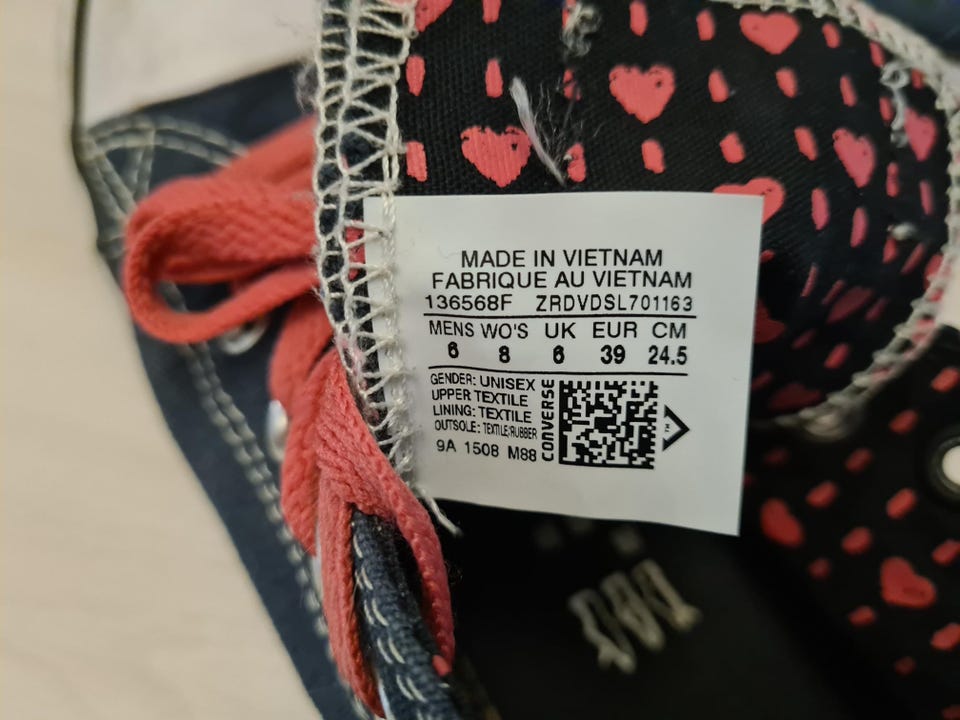 MADE IN VIETNAM
FABRIQUE AU VIETNAM
136568F ZRDVDSL701163
MENS WO'S UK EUR CM
6 8 6 39 24.5
GENDER: UNISEX
UPPER TEXTILE
LINING: TEXTILE
OUTSOLE: TEXTILE/RUBBER
9A 1508 M88
CONVERSE
TM